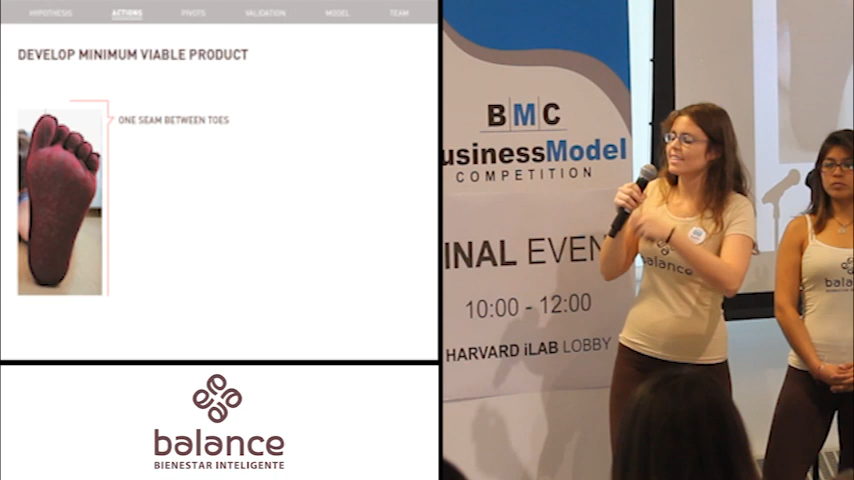 HYPOTHESIS ACTIONS PIVOTS VALIDATION MODEL TEAM
DEVELOP MINIMUM VIABLE PRODUCT
ONE SEAM BETWEEN TOES
balance
BIENESTAR INTELIGENTE
BMC
usinessModel
COMPETITION
INAL EVEN
10:00 - 12:00
HARVARD iLAB LOBBY
balance